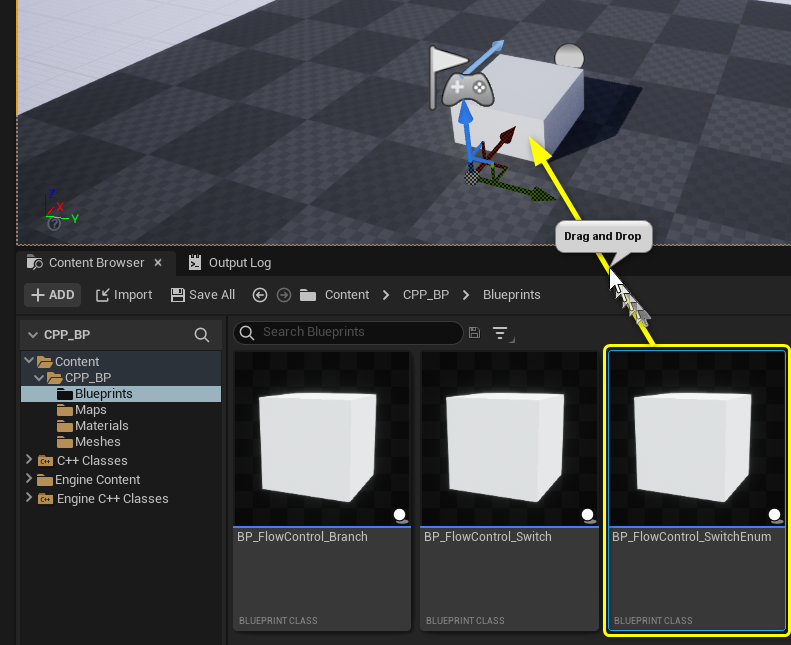 Z
X
Y
Drag and Drop
Content Browser
Output Log
ADD Import Save All Content CPP_BP Blueprints
CPP_BP
Search Blueprints
Content
CPP_BP
Blueprints
Maps
Materials
Meshes
C++ Classes
Engine Content
Engine C++ Classes
BP_FlowControl_Branch
BLUEPRINT CLASS
BP_FlowControl_Switch
BLUEPRINT CLASS
BP_FlowControl_SwitchEnum
BLUEPRINT CLASS